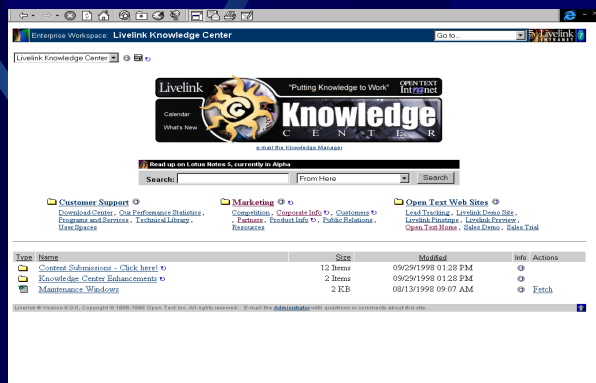 Enterprise Workspace: Livelink Knowledge Center
Go to...
Livelink
INTRANET
Livelink Knowledge Center
Livelink
"Putting Knowledge to Work"
OPEN TEXT
Intranet
Calendar
What's New
Knowledge
CENTER
e-mail the Knowledge Manager
Read up on Lotus Notes 5, currently in Alpha
Search:
From Here
Search
Customer Support
Download Center, Our Performance Statistics,
Programs and Services, Technical Library,
User Spaces
Marketing
Competition, Corporate Info, Customers,
Partners, Product Info, Public Relations,
Resources
Open Text Web Sites
Lead Tracking, Livelink Demo Site,
Livelink Pinstripe, Livelink Preview,
Open Text Home, Sales Demo, Sales Trial
Type Name Size Modified Info Actions
Content Submissions - Click here! 12 Items 09/29/1998 01:28 PM
Knowledge Center Enhancements 2 Items 09/29/1998 01:28 PM
Maintenance Windows 2 KB 08/13/1998 09:07 AM Fetch
Open Text Inc. All rights reserved. E-mail the Administrator with questions or comments about this site.